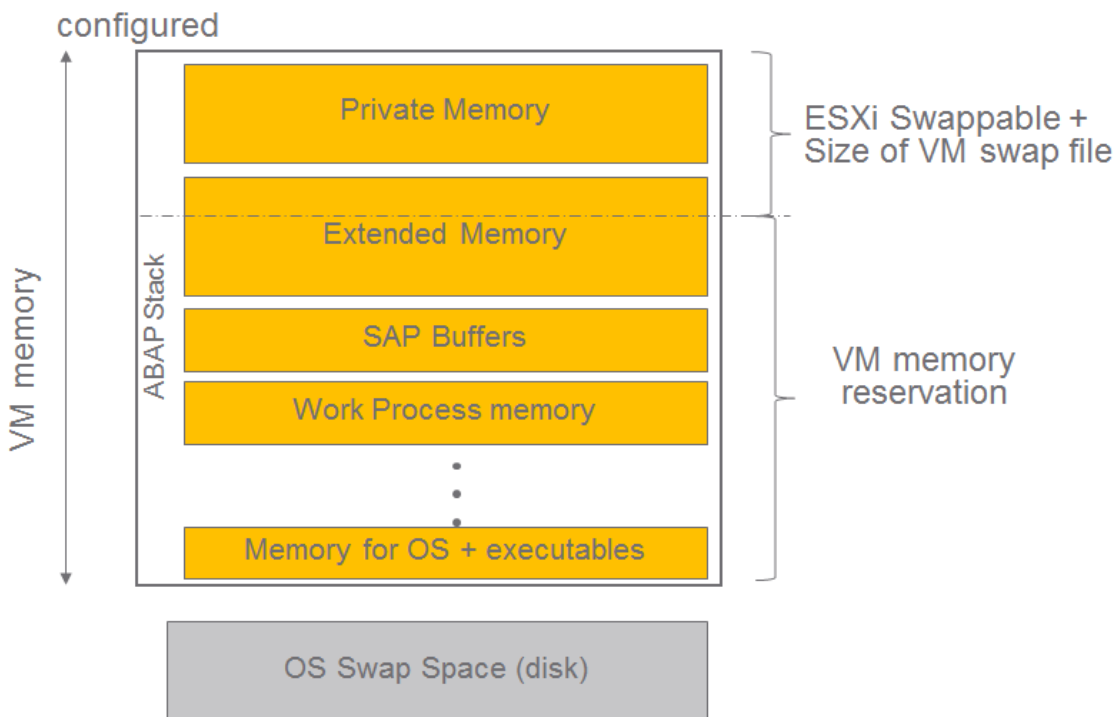 configured
Private Memory
ESXi Swappable +
Size of VM swap file
Extended Memory
VM memory
ABAP Stack
SAP Buffers
Work Process memory
VM memory
reservation
Memory for OS + executables
OS Swap Space (disk)